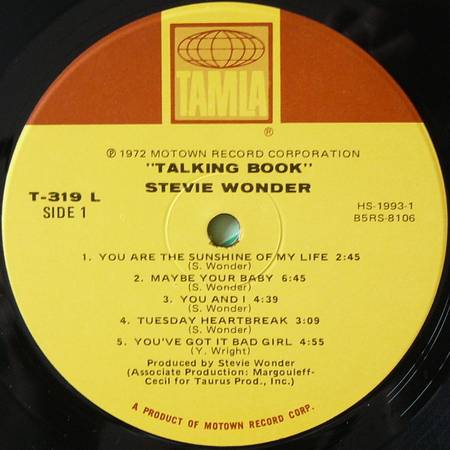 TAMLA
®
℗ 1972 MOTOWN RECORD CORPORATION
"TALKING BOOK"
STEVIE WONDER
T-319 L
SIDE 1
HS-1993-1
B5RS-8106
1. YOU ARE THE SUNSHINE OF MY LIFE 2:45
(S. Wonder)
2. MAYBE YOUR BABY 6:45
(S. Wonder)
3. YOU AND I 4:39
(S. Wonder)
4. TUESDAY HEARTBREAK 3:09
(S. Wonder)
5. YOU'VE GOT IT BAD GIRL 4:55
(Y. Wright)
Produced by Stevie Wonder
(Associate Production: Margouleff-
Cecil for Taurus Prod., Inc.)
A PRODUCT OF MOTOWN RECORD CORP.